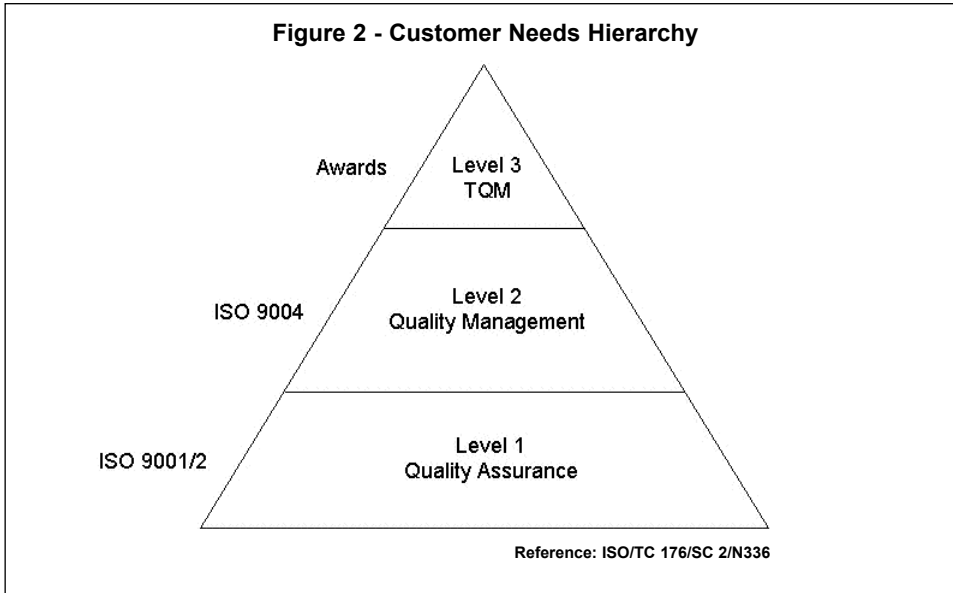 Figure 2 - Customer Needs Hierarchy
Awards
Level 3
TQM
ISO 9004
Level 2
Quality Management
ISO 9001/2
Level 1
Quality Assurance
Reference: ISO/TC 176/SC 2/N336